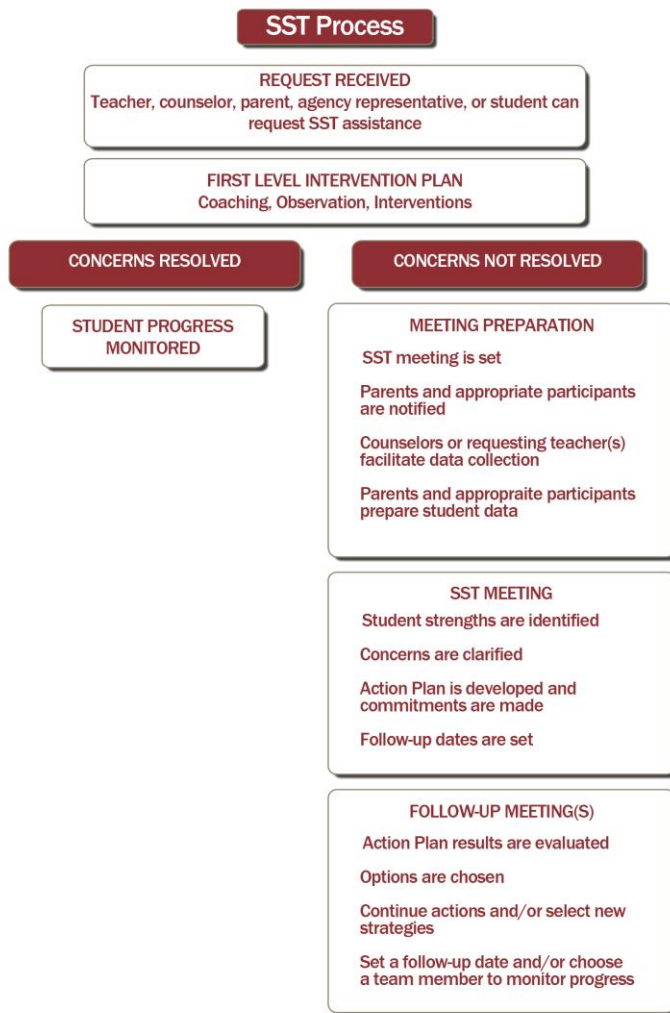 SST Process
REQUEST RECEIVED
Teacher, counselor, parent, agency representative, or student can
request SST assistance
FIRST LEVEL INTERVENTION PLAN
Coaching, Observation, Interventions
CONCERNS RESOLVED
STUDENT PROGRESS
MONITORED
CONCERNS NOT RESOLVED
MEETING PREPARATION
SST meeting is set
Parents and appropriate participants
are notified
Counselors or requesting teacher(s)
facilitate data collection
Parents and appropraite participants
prepare student data
SST MEETING
Student strengths are identified
Concerns are clarified
Action Plan is developed and
commitments are made
Follow-up dates are set
FOLLOW-UP MEETING(S)
Action Plan results are evaluated
Options are chosen
Continue actions and/or select new
strategies
Set a follow-up date and/or choose
a team member to monitor progress